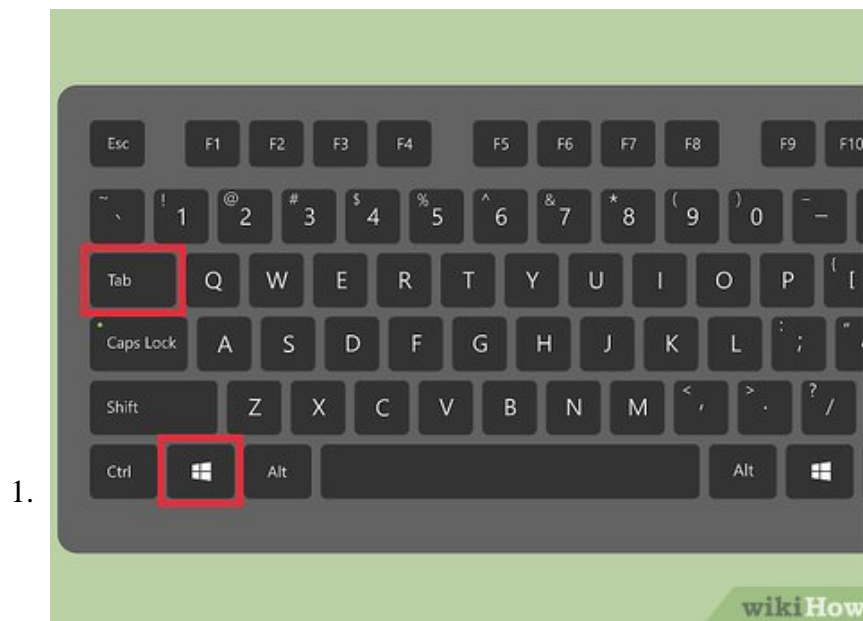 Esc F1 F2 F3 F4 F5 F6 F7 F8 F9 F10
~ ` ! 1 @ 2 # 3 $ 4 % 5 ^ 6 & 7 * 8 ( 9 ) 0 – —
Tab Q W E R T Y U I O P { [
Caps Lock A S D F G H J K L : ; "
Shift Z X C V B N M < , > . ? /
Ctrl Alt Alt
1.
wikiHow